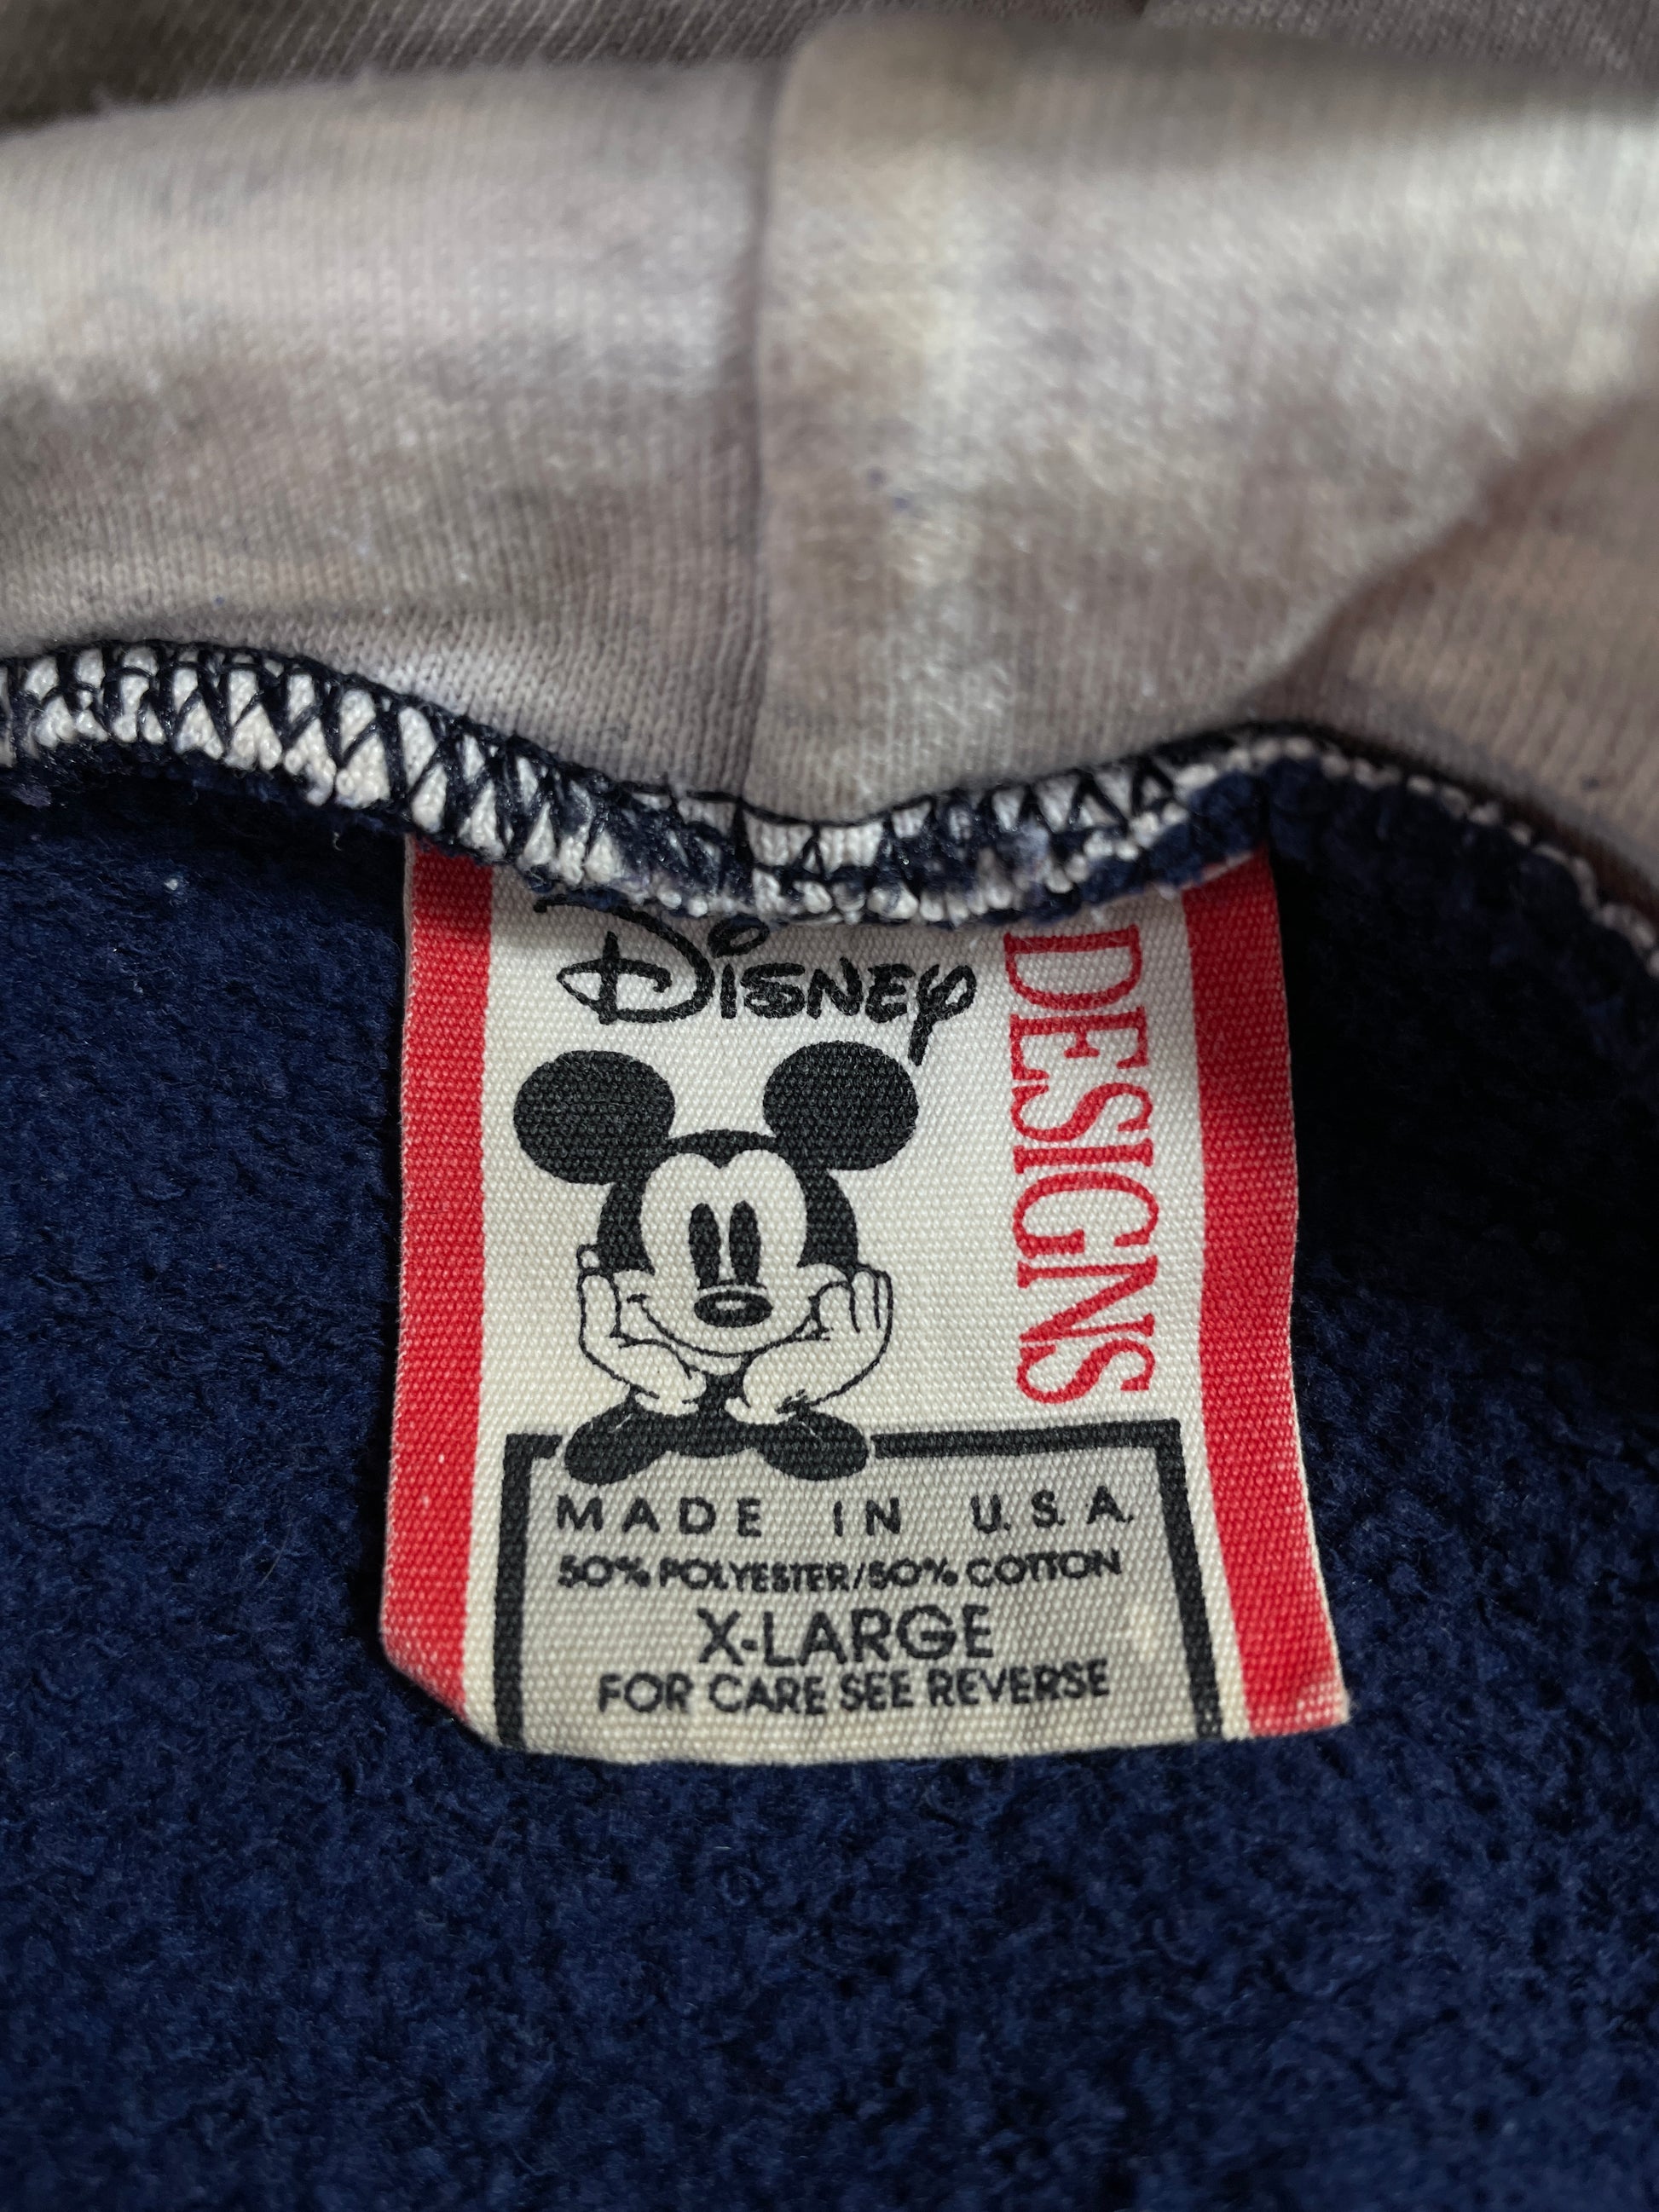 Disney
DESIGNS
MADE IN U.S.A.
50% POLYESTER/50% COTTON
X-LARGE
FOR CARE SEE REVERSE